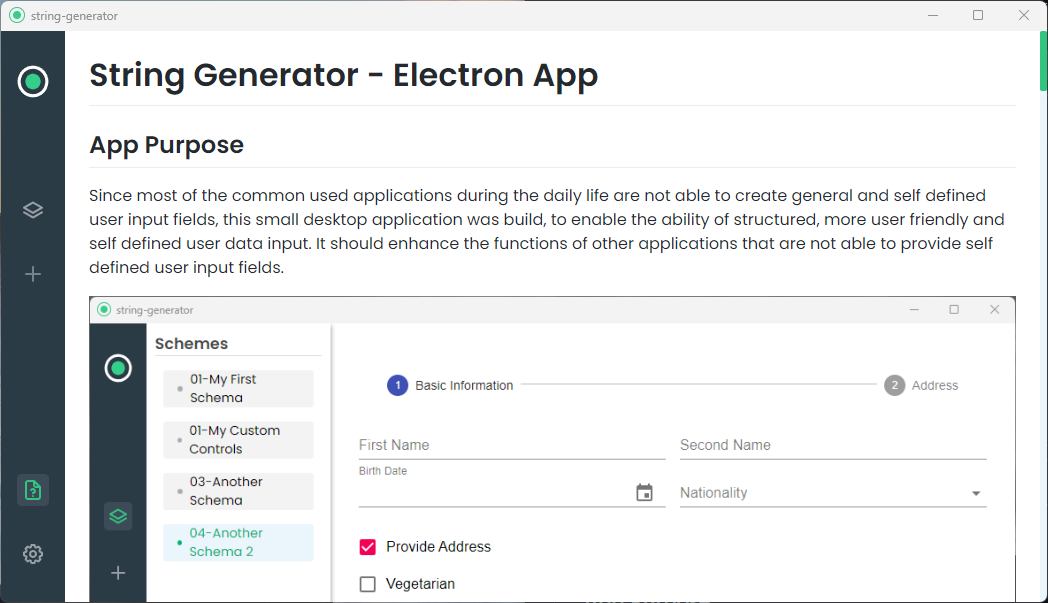 string-generator
String Generator - Electron App
App Purpose
Since most of the common used applications during the daily life are not able to create general and self defined
user input fields, this small desktop application was build, to enable the ability of structured, more user friendly and
self defined user data input. It should enhance the functions of other applications that are not able to provide self
defined user input fields.
string-generator
Schemes
01-My First
Schema
01-My Custom
Controls
03-Another
Schema
04-Another
Schema 2
1 Basic Information
2 Address
First Name
Second Name
Birth Date
Nationality
Provide Address
Vegetarian